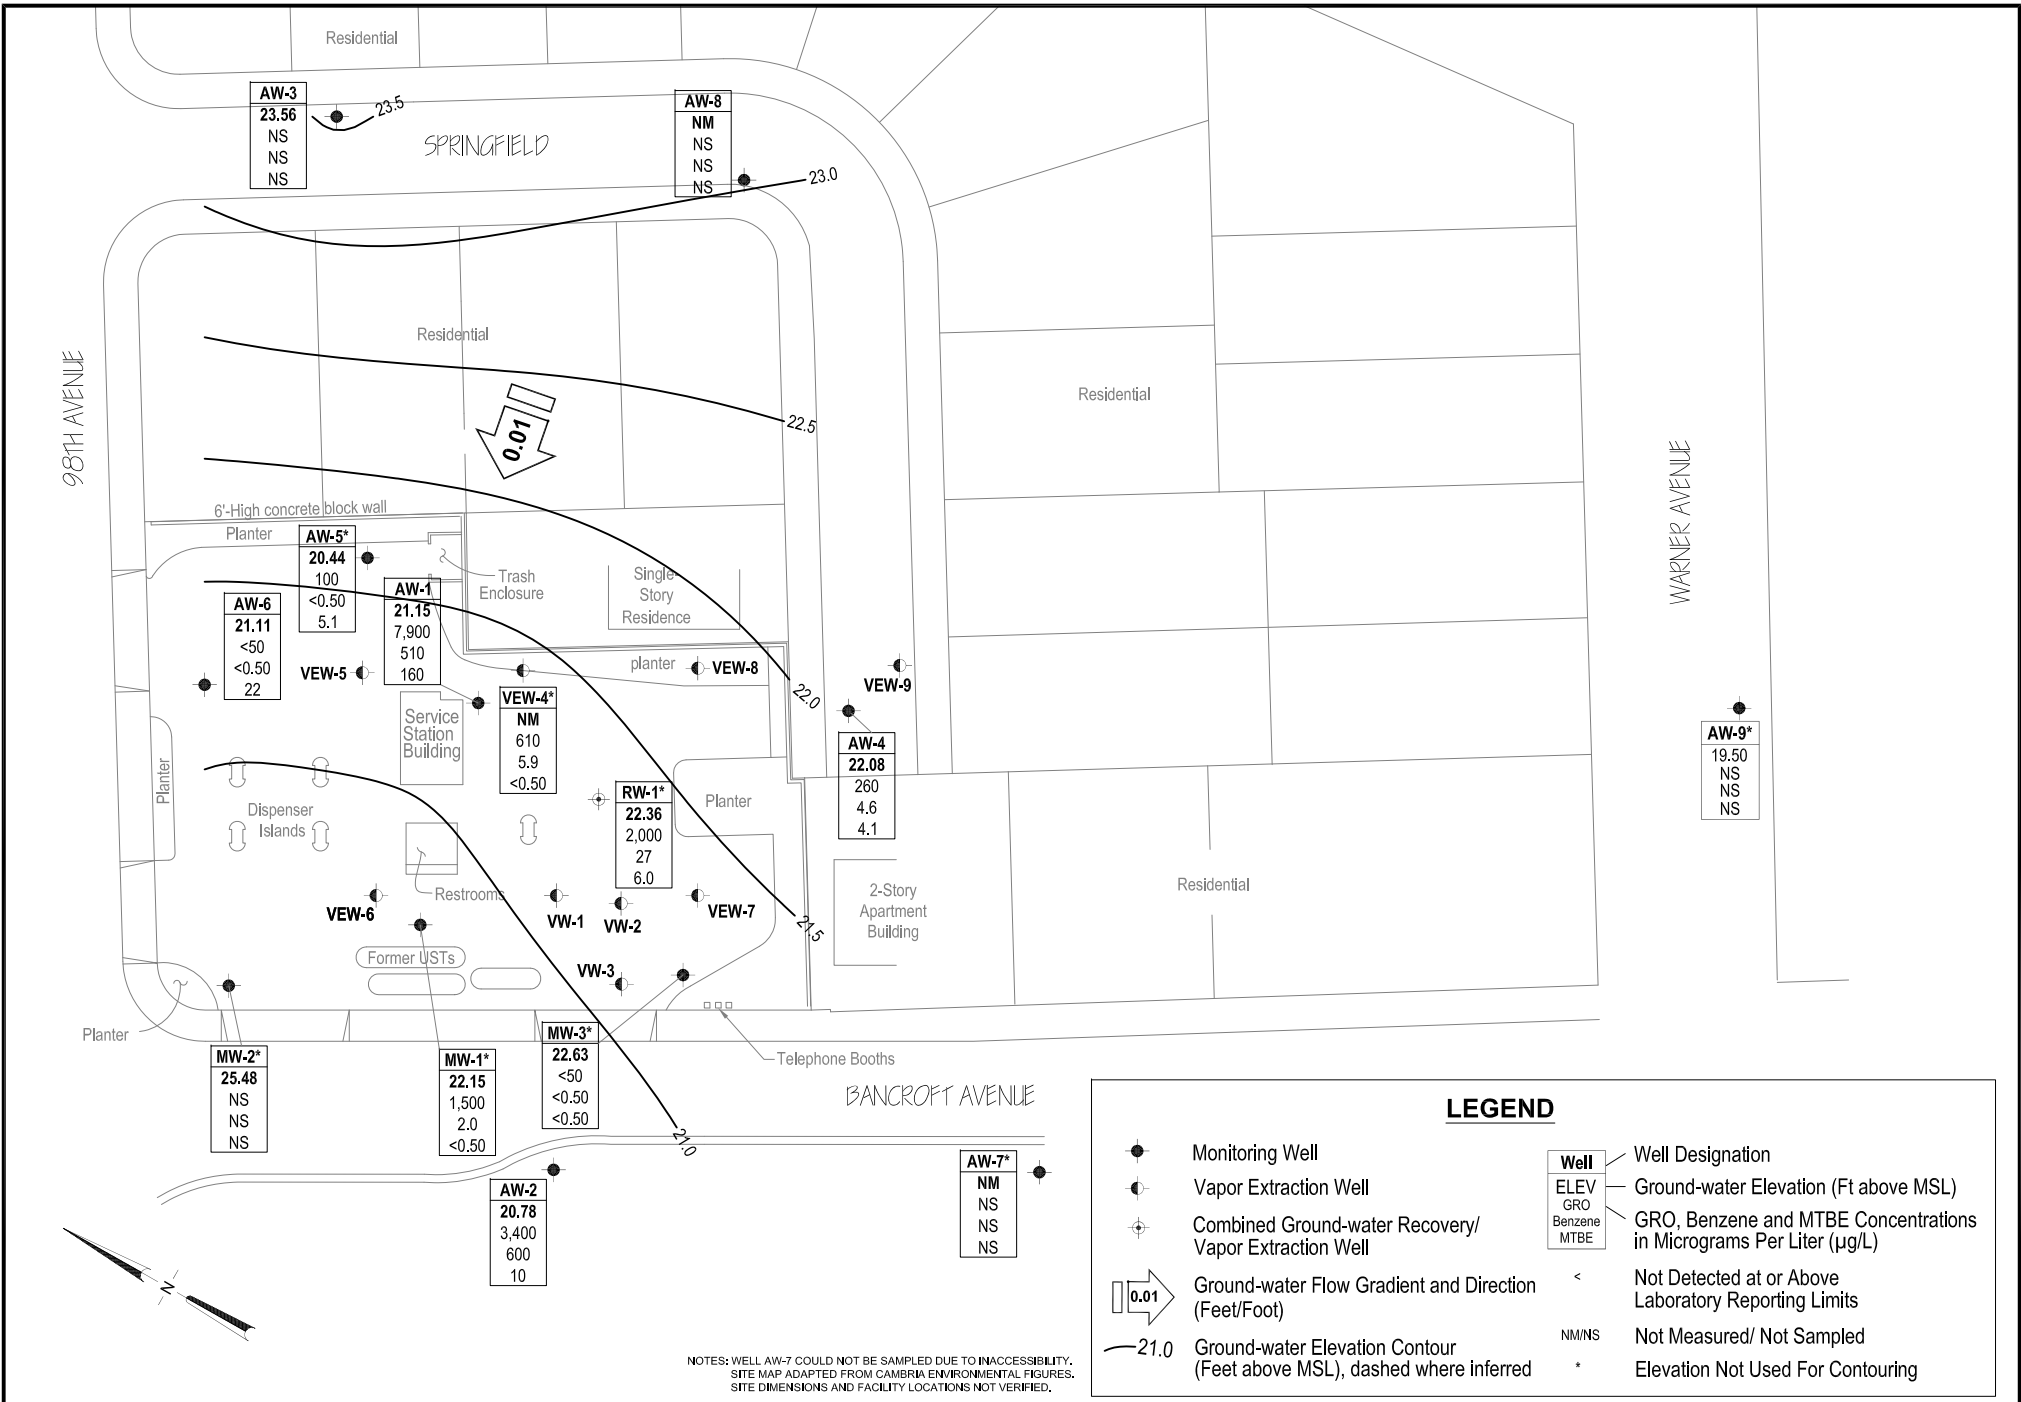 Residential
AW-3
23.56
NS
NS
NS
23.5
SPRINGFIELD
AW-8
NM
NS
NS
NS
23.0
Residential
22.5
0.01
Residential
98TH AVENUE
WARNER AVENUE
6'-High concrete block wall
Planter
AW-5*
20.44
100
<0.50
5.1
Trash
Enclosure
Single-
Story
Residence
AW-6
21.11
<50
<0.50
22
AW-1
21.15
7,900
510
160
VEW-5
planter
VEW-8
VEW-9
22.0
VEW-4*
NM
610
5.9
<0.50
Service
Station
Building
AW-4
22.08
260
4.6
4.1
AW-9*
19.50
NS
NS
NS
Planter
Dispenser
Islands
RW-1*
22.36
2,000
27
6.0
Planter
Restrooms
VEW-6
VW-1
VW-2
VEW-7
21.5
2-Story
Apartment
Building
Residential
Former USTs
VW-3
Planter
MW-2*
25.48
NS
NS
NS
MW-1*
22.15
1,500
2.0
<0.50
MW-3*
22.63
<50
<0.50
<0.50
Telephone Booths
BANCROFT AVENUE
21.0
AW-2
20.78
3,400
600
10
AW-7*
NM
NS
NS
NS
N
LEGEND
Monitoring Well
Vapor Extraction Well
Combined Ground-water Recovery/
Vapor Extraction Well
0.01
Ground-water Flow Gradient and Direction
(Feet/Foot)
21.0
Ground-water Elevation Contour
(Feet above MSL), dashed where inferred
Well
ELEV
GRO
Benzene
MTBE
Well Designation
Ground-water Elevation (Ft above MSL)
GRO, Benzene and MTBE Concentrations
in Micrograms Per Liter (µg/L)
< Not Detected at or Above
Laboratory Reporting Limits
NM/NS Not Measured/ Not Sampled
* Elevation Not Used For Contouring
NOTES: WELL AW-7 COULD NOT BE SAMPLED DUE TO INACCESSIBILITY.
SITE MAP ADAPTED FROM CAMBRIA ENVIRONMENTAL FIGURES.
SITE DIMENSIONS AND FACILITY LOCATIONS NOT VERIFIED.